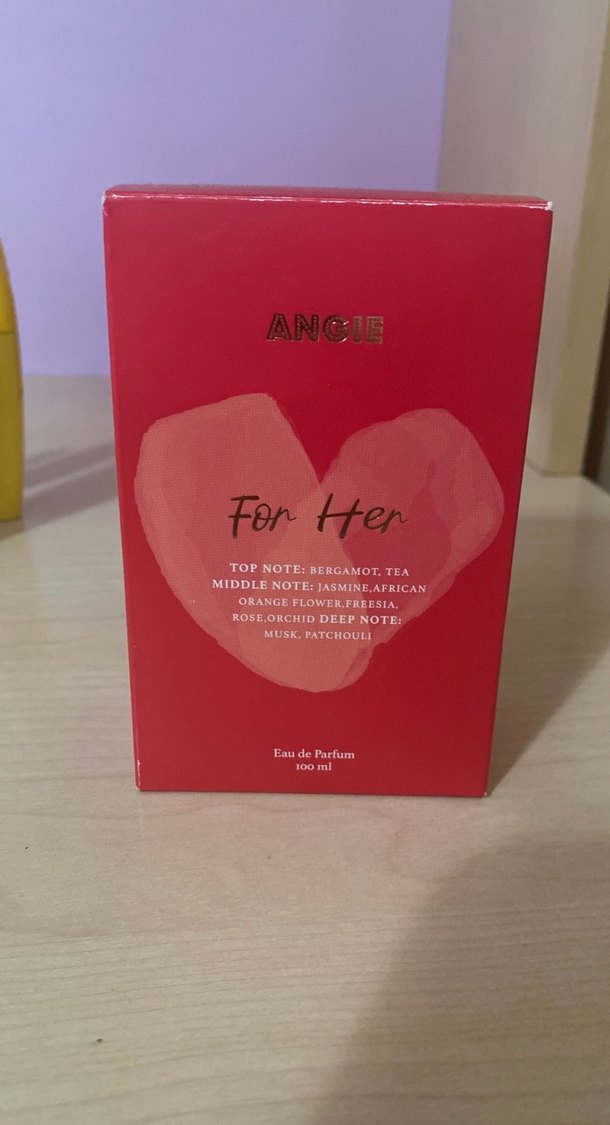 ANGIE
For Her
TOP NOTE: BERGAMOT, TEA
MIDDLE NOTE: JASMINE,AFRICAN
ORANGE FLOWER,FREESIA,
ROSE,ORCHID DEEP NOTE:
MUSK, PATCHOULI
Eau de Parfum
100 ml